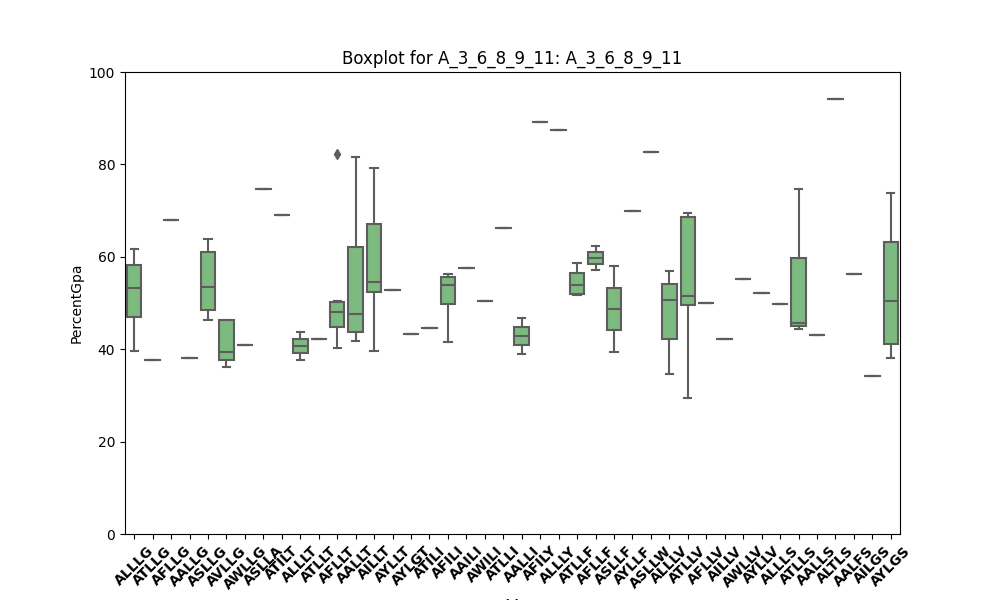 Boxplot for A_3_6_8_9_11: A_3_6_8_9_11
PercentGpa
100
80
60
40
20
0
ALLLG
ATLLG
AFLLG
AALLG
ASLLG
AVLLG
AWLLG
ASLLA
ATILT
ALLLT
ATLLT
AFLLT
AALLT
AILLT
AYLLT
AYLGT
ATILI
AFILI
AAILI
AWILI
ATLLI
AALLI
AFILY
ALLLY
ATLLF
AFLLF
ASLLF
AYLLF
ASLLW
ALLLV
ATLLV
AFLLV
AILLV
AWLLV
AYLLV
ALLLS
ATLLS
AALLS
ALTLS
AALFS
AILGS
AYLGS